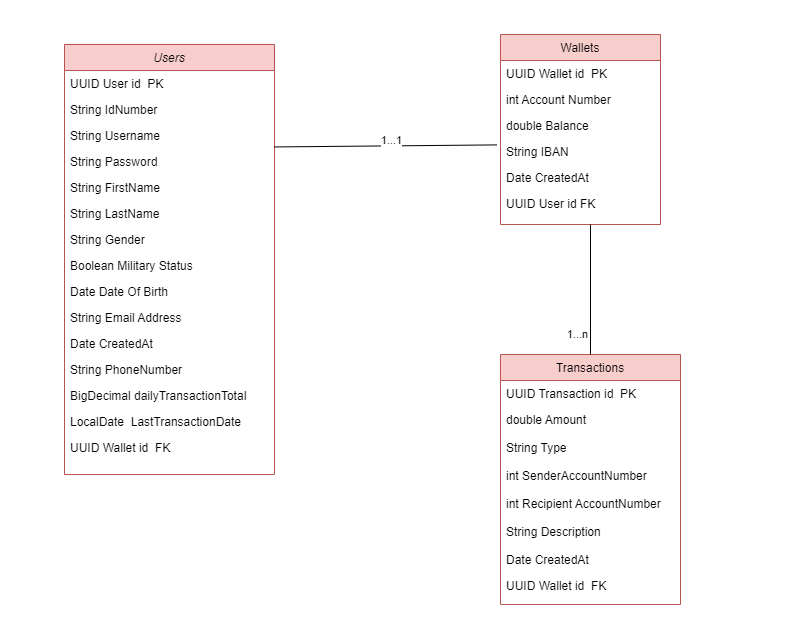 Users
UUID User id  PK
String IdNumber
String Username
String Password
String FirstName
String LastName
String Gender
Boolean Military Status
Date Date Of Birth
String Email Address
Date CreatedAt
String PhoneNumber
BigDecimal dailyTransactionTotal
LocalDate  LastTransactionDate
UUID Wallet id  FK
1...1
Wallets
UUID Wallet id  PK
int Account Number
double Balance
String IBAN
Date CreatedAt
UUID User id FK
1...n
Transactions
UUID Transaction id  PK
double Amount
String Type
int SenderAccountNumber
int Recipient AccountNumber
String Description
Date CreatedAt
UUID Wallet id  FK